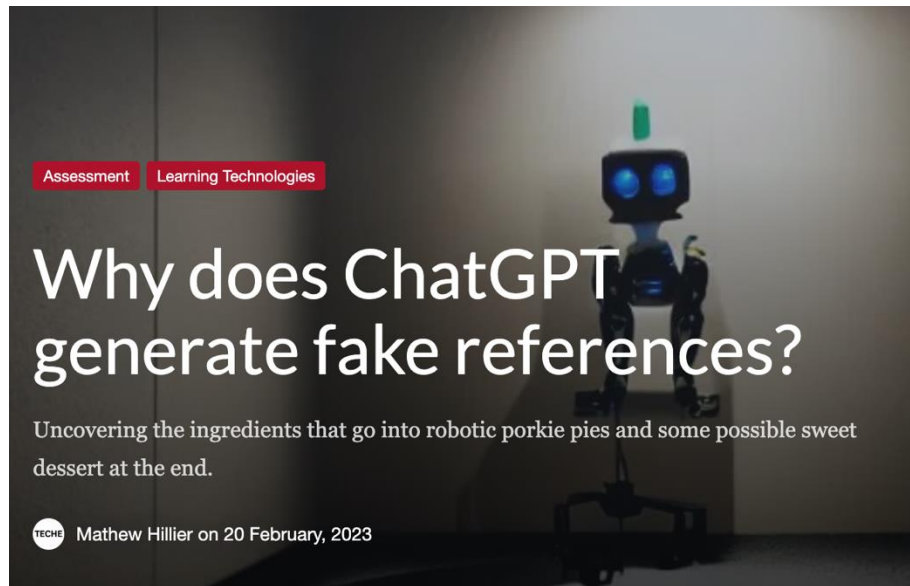 Assessment Learning Technologies
Why does ChatGPT
generate fake references?
Uncovering the ingredients that go into robotic porkie pies and some possible sweet
dessert at the end.
TECHE Mathew Hillier on 20 February, 2023